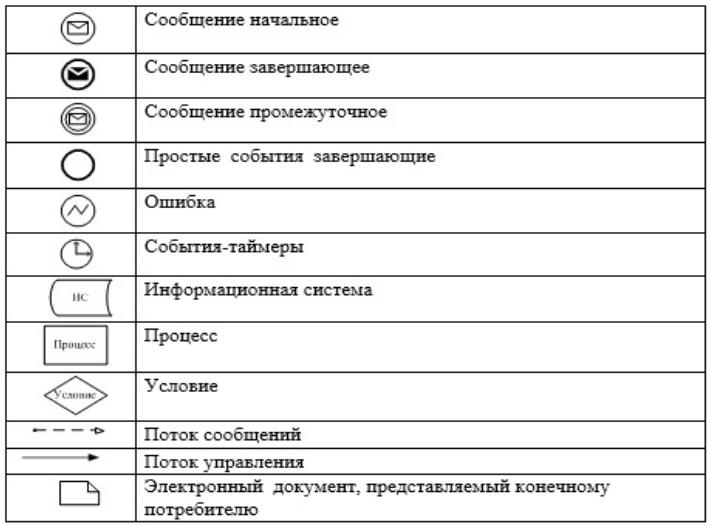 Сообщение начальное
Сообщение завершающее
Сообщение промежуточное
Простые события завершающие
Ошибка
События-таймеры
ИС
Информационная система
Процесс
Процесс
Условие
Условие
Поток сообщений
Поток управления
Электронный документ, представляемый конечному
потребителю